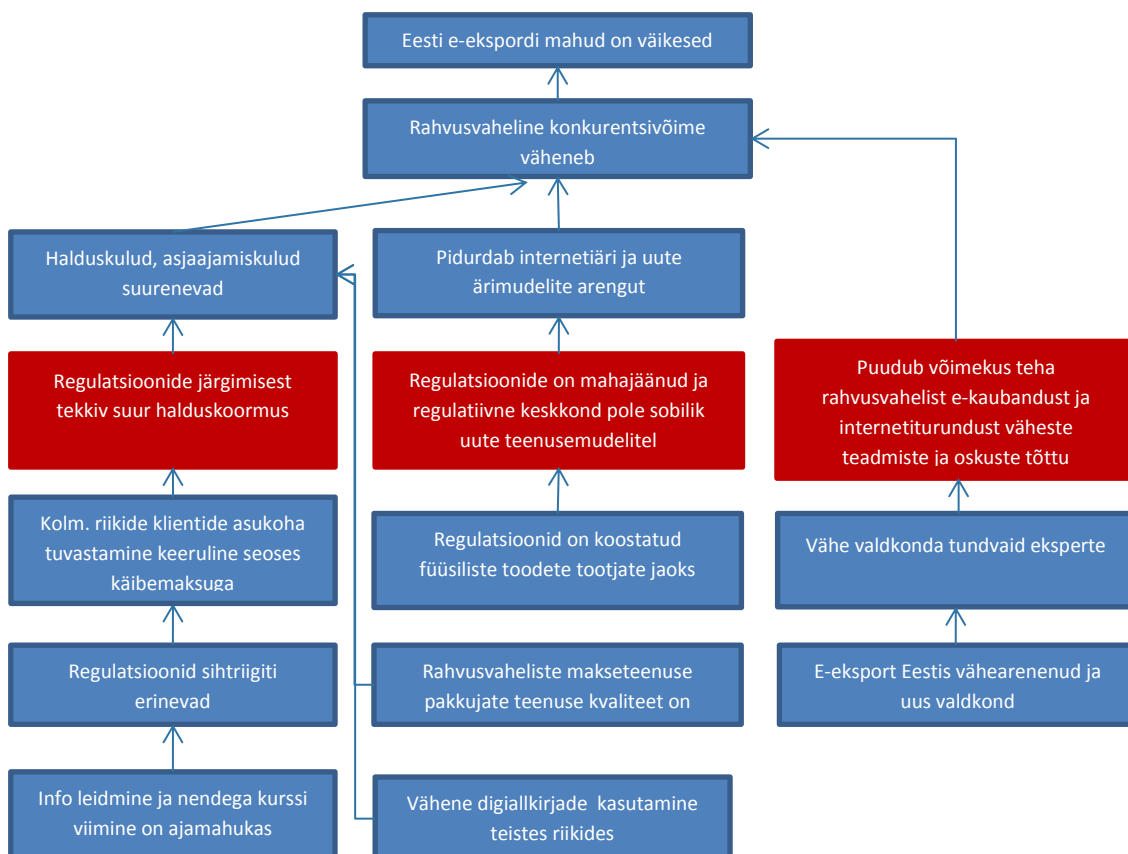 Eesti e-ekspordi mahud on väikesed
Rahvusvaheline konkurentsivõime
väheneb
Halduskulud, asjaajamiskulud
suurenevad
Pidurdab internetiäri ja uute
ärimudelite arengut
Regulatsioonide järgimisest
tekkiv suur halduskoormus
Regulatsioonide on mahajäänud ja
regulatiivne keskkond pole sobilik
uute teenusemudelitel
Puudub võimekus teha
rahvusvahelist e-kaubandust ja
internetiturundust väheste
teadmiste ja oskuste tõttu
Kolm. riikide klientide asukoha
tuvastamine keeruline seoses
käibemaksuga
Regulatsioonid on koostatud
füüsiliste toodete tootjate jaoks
Vähe valdkonda tundvaid eksperte
Regulatsioonid sihtriigiti
erinevad
Rahvusvaheliste makseteenuse
pakkujate teenuse kvaliteet on
E-eksport Eestis vähearenenud ja
uus valdkond
Info leidmine ja nendega kurssi
viimine on ajamahukas
Vähene digiallkirjade kasutamine
teistes riikides